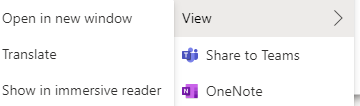 Open in new window
Translate
Show in immersive reader
View
Share to Teams
OneNote